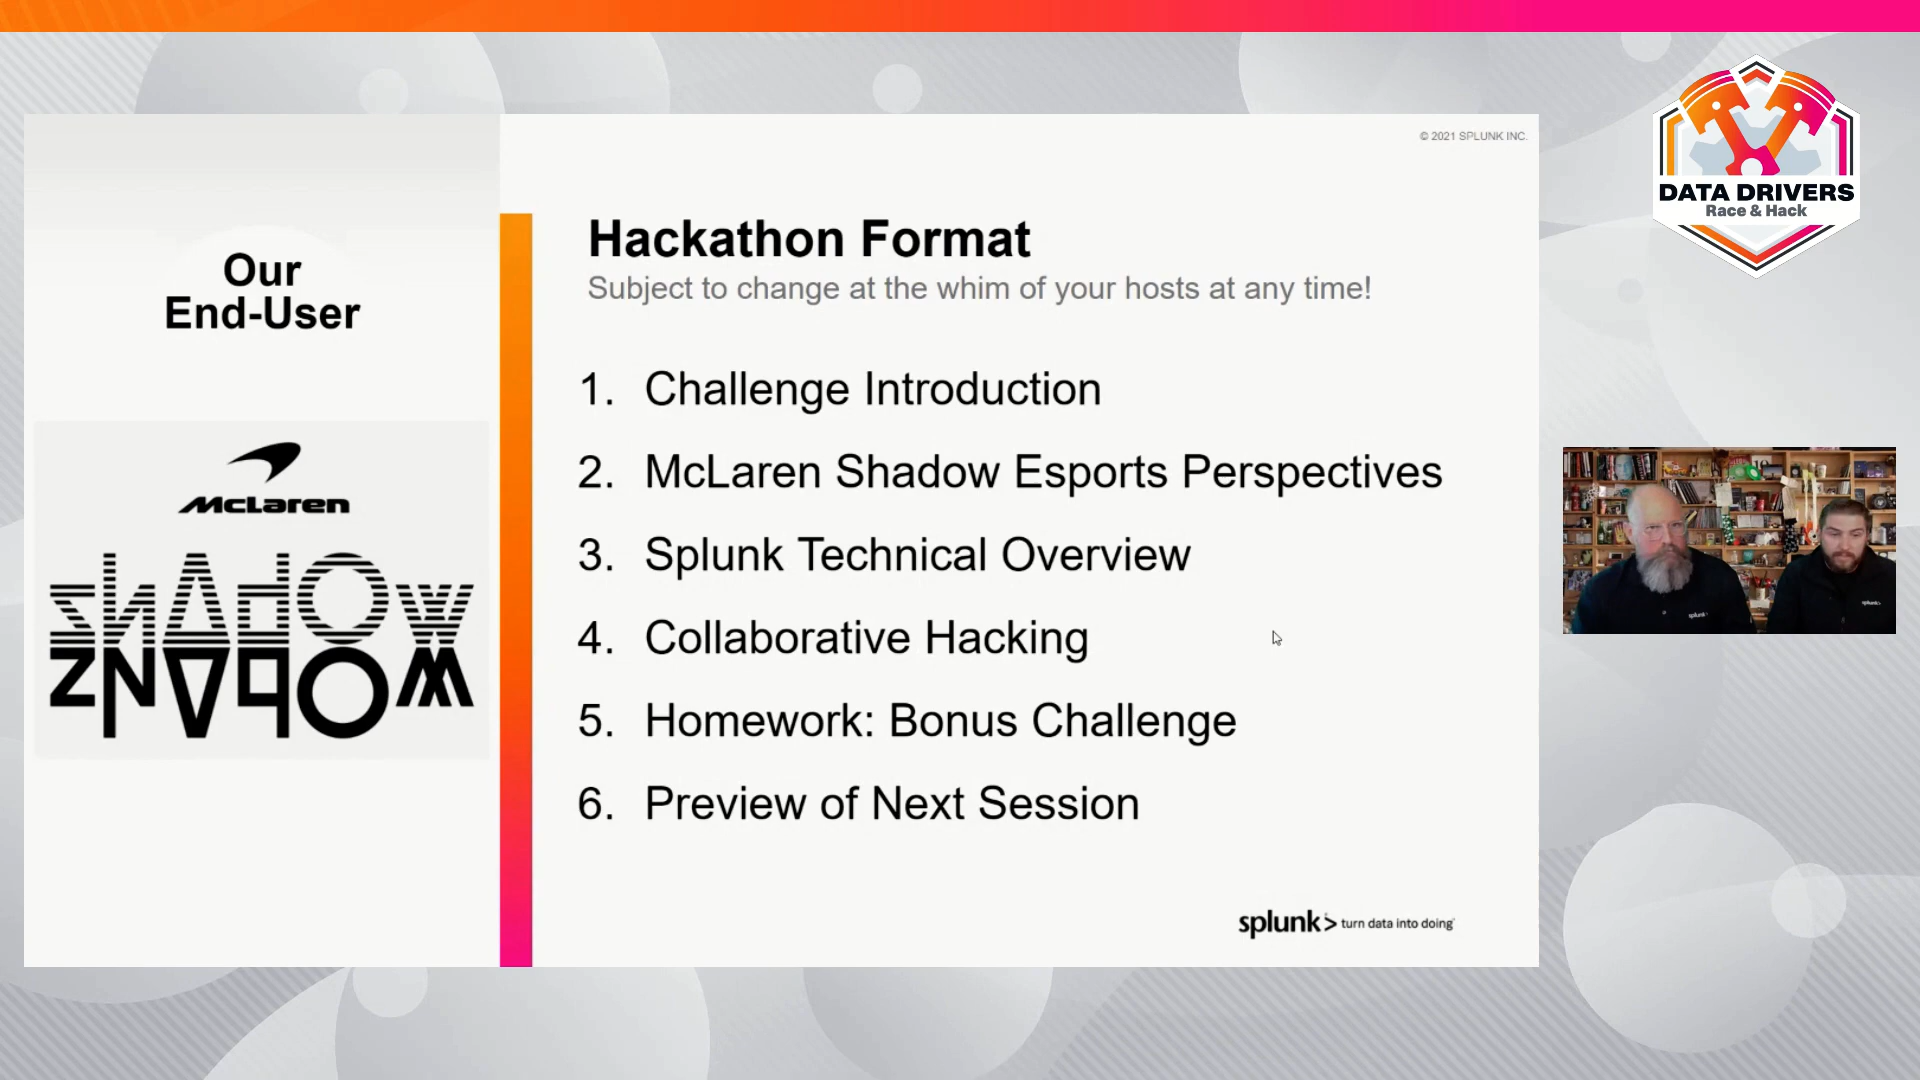 © 2021 SPLUNK INC.
DATA DRIVERS
Race & Hack
Our
End-User
McLaren
SHADOW
Hackathon Format
Subject to change at the whim of your hosts at any time!
1. Challenge Introduction
2. McLaren Shadow Esports Perspectives
3. Splunk Technical Overview
4. Collaborative Hacking
5. Homework: Bonus Challenge
6. Preview of Next Session
splunk> turn data into doing
splunk>
splunk>